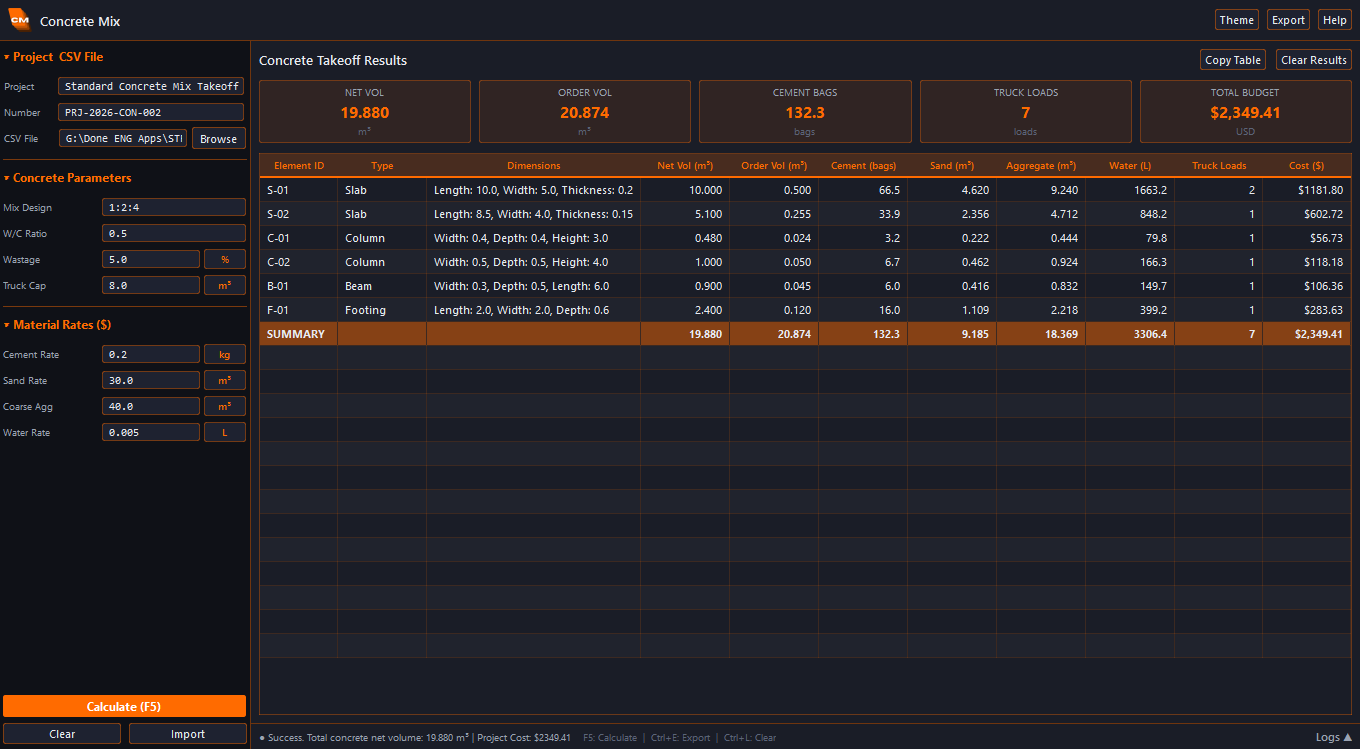 CM Concrete Mix Theme Export Help
▾ Project CSV File
Project Standard Concrete Mix Takeoff
Number PRJ-2026-CON-002
CSV File G:\Done ENG Apps\STI Browse
▾ Concrete Parameters
Mix Design 1:2:4
W/C Ratio 0.5
Wastage 5.0 %
Truck Cap 8.0 m³
▾ Material Rates ($)
Cement Rate 0.2 kg
Sand Rate 30.0 m³
Coarse Agg 40.0 m³
Water Rate 0.005 L
Calculate (F5)
Clear Import
Concrete Takeoff Results Copy Table Clear Results
NET VOL ORDER VOL CEMENT BAGS TRUCK LOADS TOTAL BUDGET
19.880 20.874 132.3 7 $2,349.41
m³ m³ bags loads USD
Element ID Type Dimensions Net Vol (m³) Order Vol (m³) Cement (bags) Sand (m³) Aggregate (m³) Water (L) Truck Loads Cost ($)
S-01 Slab Length: 10.0, Width: 5.0, Thickness: 0.2 10.000 0.500 66.5 4.620 9.240 1663.2 2 $1181.80
S-02 Slab Length: 8.5, Width: 4.0, Thickness: 0.15 5.100 0.255 33.9 2.356 4.712 848.2 1 $602.72
C-01 Column Width: 0.4, Depth: 0.4, Height: 3.0 0.480 0.024 3.2 0.222 0.444 79.8 1 $56.73
C-02 Column Width: 0.5, Depth: 0.5, Height: 4.0 1.000 0.050 6.7 0.462 0.924 166.3 1 $118.18
B-01 Beam Width: 0.3, Depth: 0.5, Length: 6.0 0.900 0.045 6.0 0.416 0.832 149.7 1 $106.36
F-01 Footing Length: 2.0, Width: 2.0, Depth: 0.6 2.400 0.120 16.0 1.109 2.218 399.2 1 $283.63
SUMMARY 19.880 20.874 132.3 9.185 18.369 3306.4 7 $2,349.41
● Success. Total concrete net volume: 19.880 m³ | Project Cost: $2349.41 F5: Calculate | Ctrl+E: Export | Ctrl+L: Clear Logs ▲